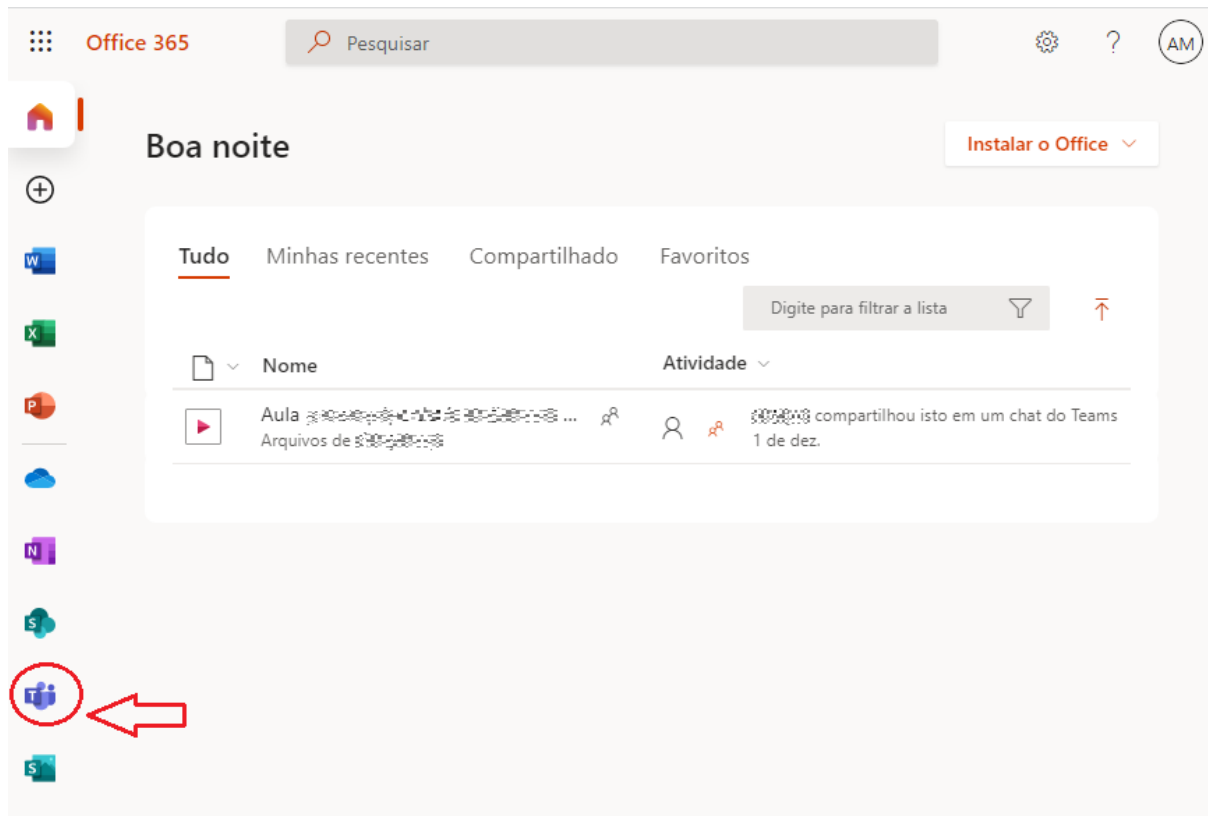 Office 365 Pesquisar ? AM
Boa noite
Instalar o Office
Tudo Minhas recentes Compartilhado Favoritos
Digite para filtrar a lista
Nome Atividade
Aula ...
Arquivos de
compartilhou isto em um chat do Teams
1 de dez.
W
X
P
N
S
T
S